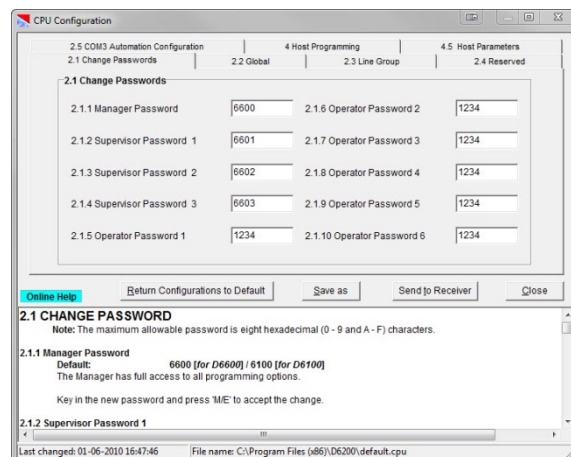 CPU Configuration
2.5 COM3 Automation Configuration 4 Host Programming 4.5 Host Parameters
2.1 Change Passwords 2.2 Global 2.3 Line Group 2.4 Reserved
2.1 Change Passwords
2.1.1 Manager Password 6600 2.1.6 Operator Password 2 1234
2.1.2 Supervisor Password 1 6601 2.1.7 Operator Password 3 1234
2.1.3 Supervisor Password 2 6602 2.1.8 Operator Password 4 1234
2.1.4 Supervisor Password 3 6603 2.1.9 Operator Password 5 1234
2.1.5 Operator Password 1 1234 2.1.10 Operator Password 6 1234
Online Help Return Configurations to Default Save as Send to Receiver Close
2.1 CHANGE PASSWORD
Note: The maximum allowable password is eight hexadecimal (0 - 9 and A - F) characters.
2.1.1 Manager Password
Default: 6600 [for D6600] / 6100 [for D6100]
The Manager has full access to all programming options.
Key in the new password and press 'M/E' to accept the change.
2.1.2 Supervisor Password 1
Last changed: 01-06-2010 16:47:46 File name: C:\Program Files (x86)\D6200\default.cpu